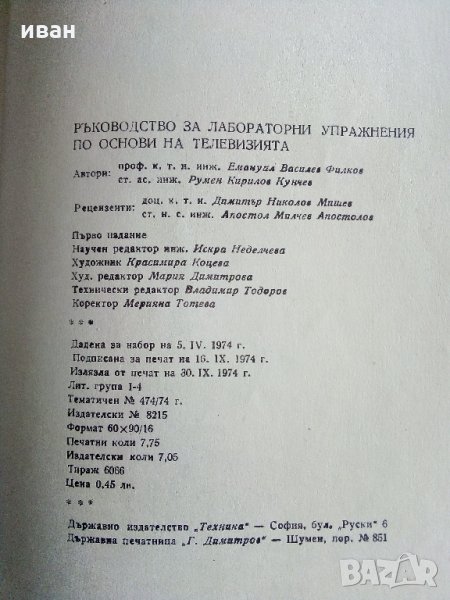 иван
РЪКОВОДСТВО ЗА ЛАБОРАТОРНИ УПРАЖНЕНИЯ
ПО ОСНОВИ НА ТЕЛЕВИЗИЯТА
Автори: проф. к. т. н. инж. Емануил Василев Филков
ст. ас. инж. Румен Кирилов Кунчев
Рецензенти: доц. к. т. н. Димитър Николов Мишев
ст. н. с. инж. Апостол Милчев Апостолов
Първо издание
Научен редактор инж. Искра Неделчева
Художник Красимира Коцева
Худ. редактор Мария Димитрова
Технически редактор Владимир Тодоров
Коректор Меріяна Тотева
* * *
Дадена за набор на 5. IV. 1974 г.
Подписана за печат на 16. IX. 1974 г.
Излязла от печат на 30. IX. 1974 г.
Лит. група I-4
Тематичен № 474/74 г.
Издателски № 8215
Формат 60×90/16
Печатни коли 7,75
Издателски коли 7,05
Тираж 6066
Цена 0,45 лв.
* * *
Държавно издателство „Техника" — София, бул. „Руски" 6
Държавна печатница „Г. Димитров" — Шумен, пор. № 851
BAZAR.bg